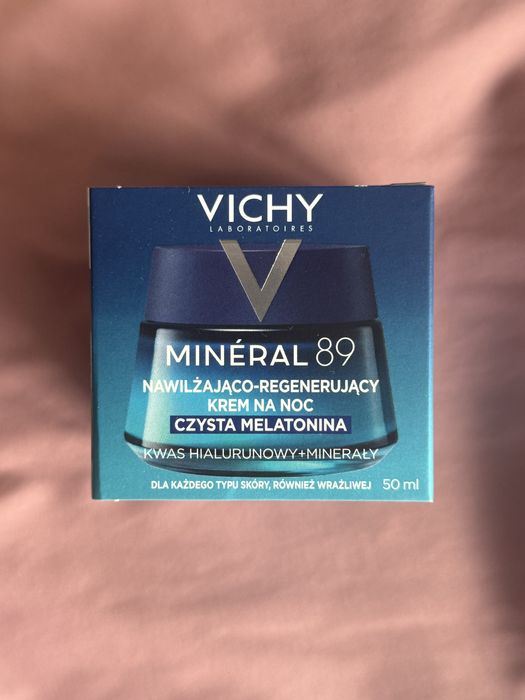 VICHY
LABORATOIRES
MINÉRAL 89
NAWILŻAJĄCO-REGENERUJĄCY
KREM NA NOC
CZYSTA MELATONINA
KWAS HIALURUNOWY+MINERAŁY
DLA KAŻDEGO TYPU SKÓRY, RÓWNIEŻ WRAŻLIWEJ 50 ml